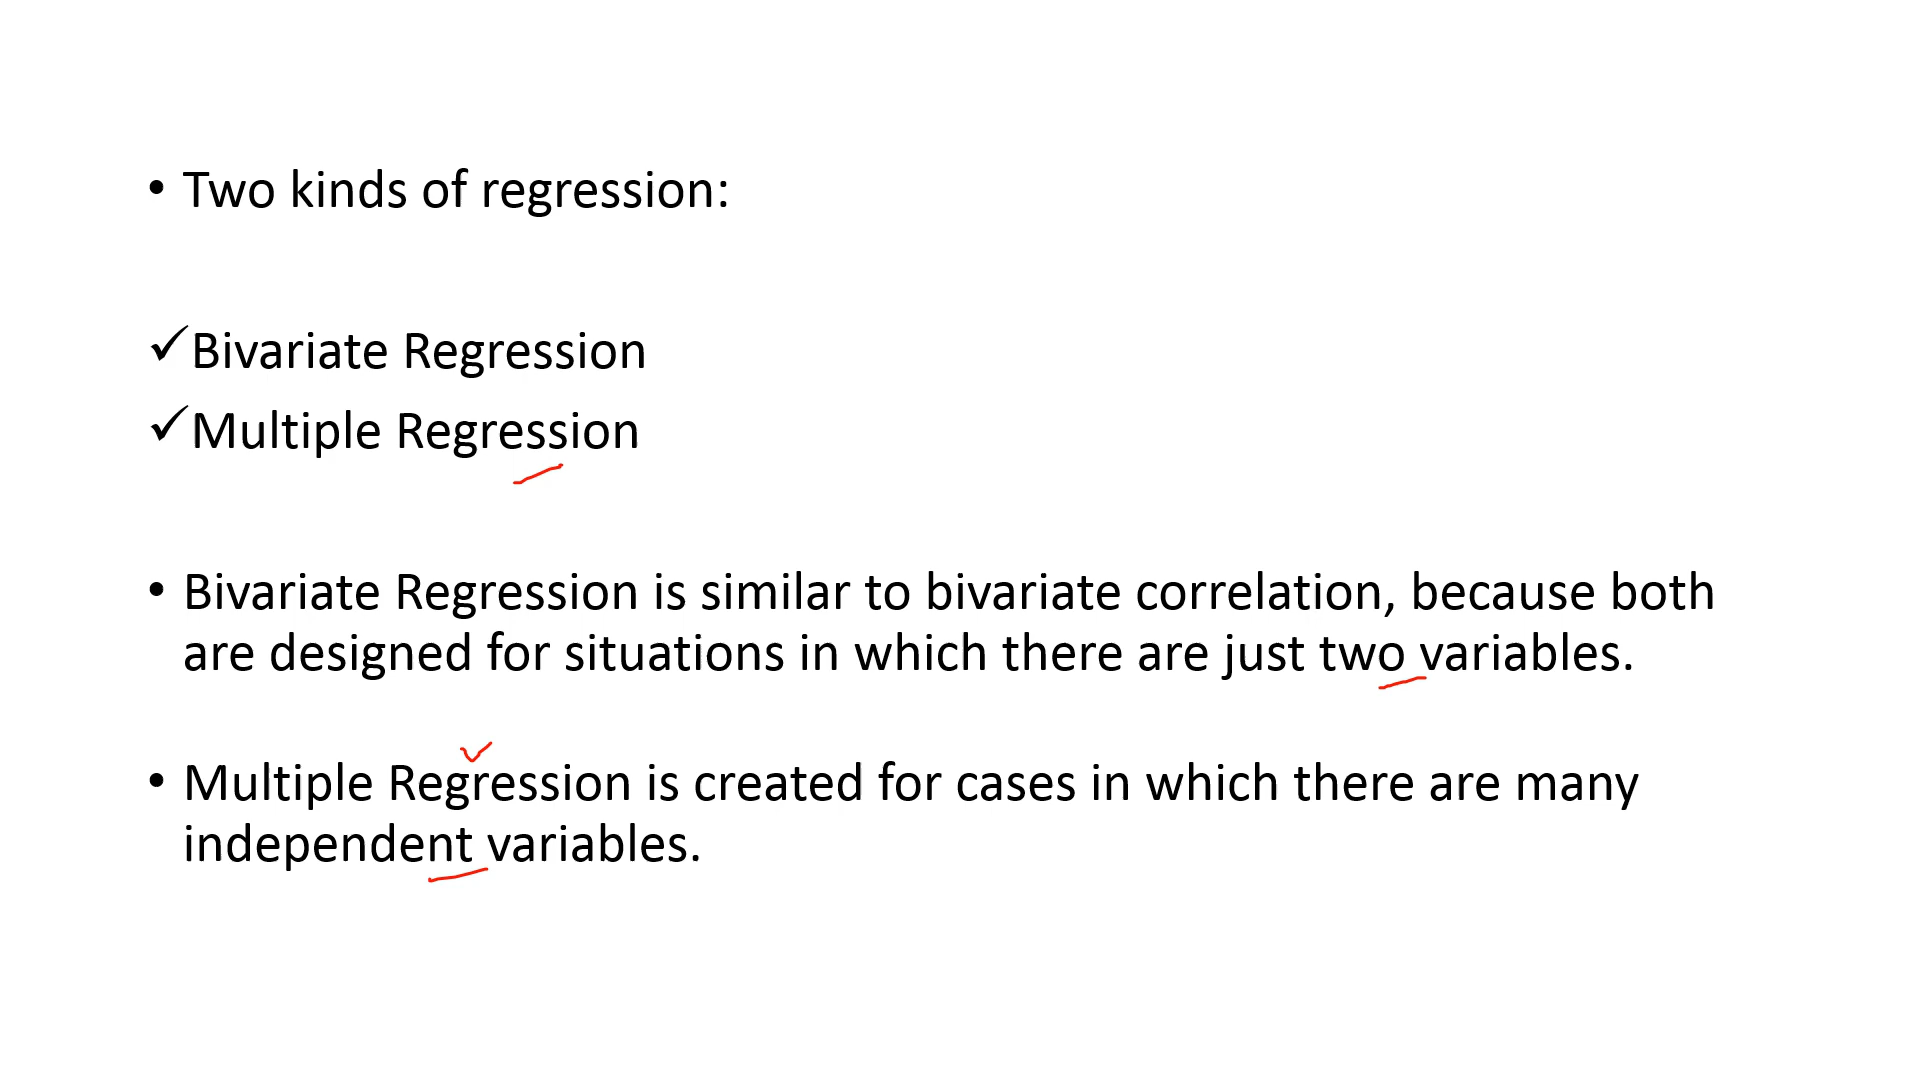 • Two kinds of regression:
✓Bivariate Regression
✓Multiple Regression
• Bivariate Regression is similar to bivariate correlation, because both
are designed for situations in which there are just two variables.
• Multiple Regression is created for cases in which there are many
independent variables.